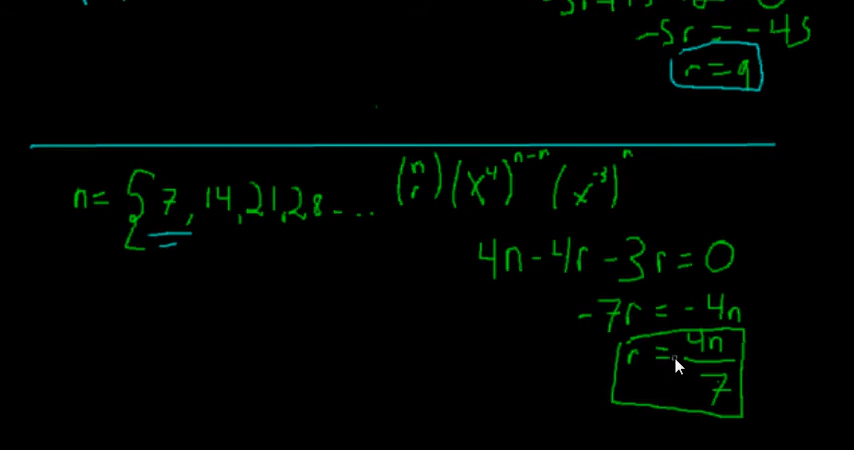 -5r = -45
r = 9
n = { 7, 14, 21, 28 - ... (n r) (x^4)^{n-n} (x^{-3})^n
4n - 4r - 3r = 0
-7r = -4n
r = 4n/7